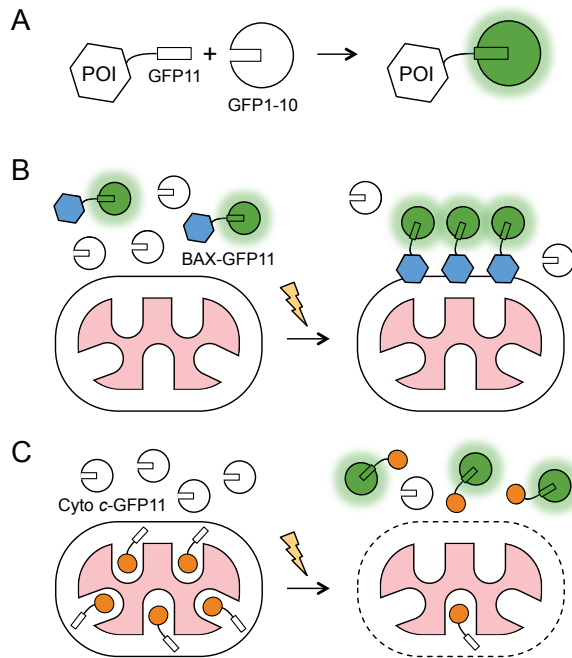 A
POI
GFP11
+
GFP1-10
POI
B
BAX-GFP11
C
Cyto c-GFP11